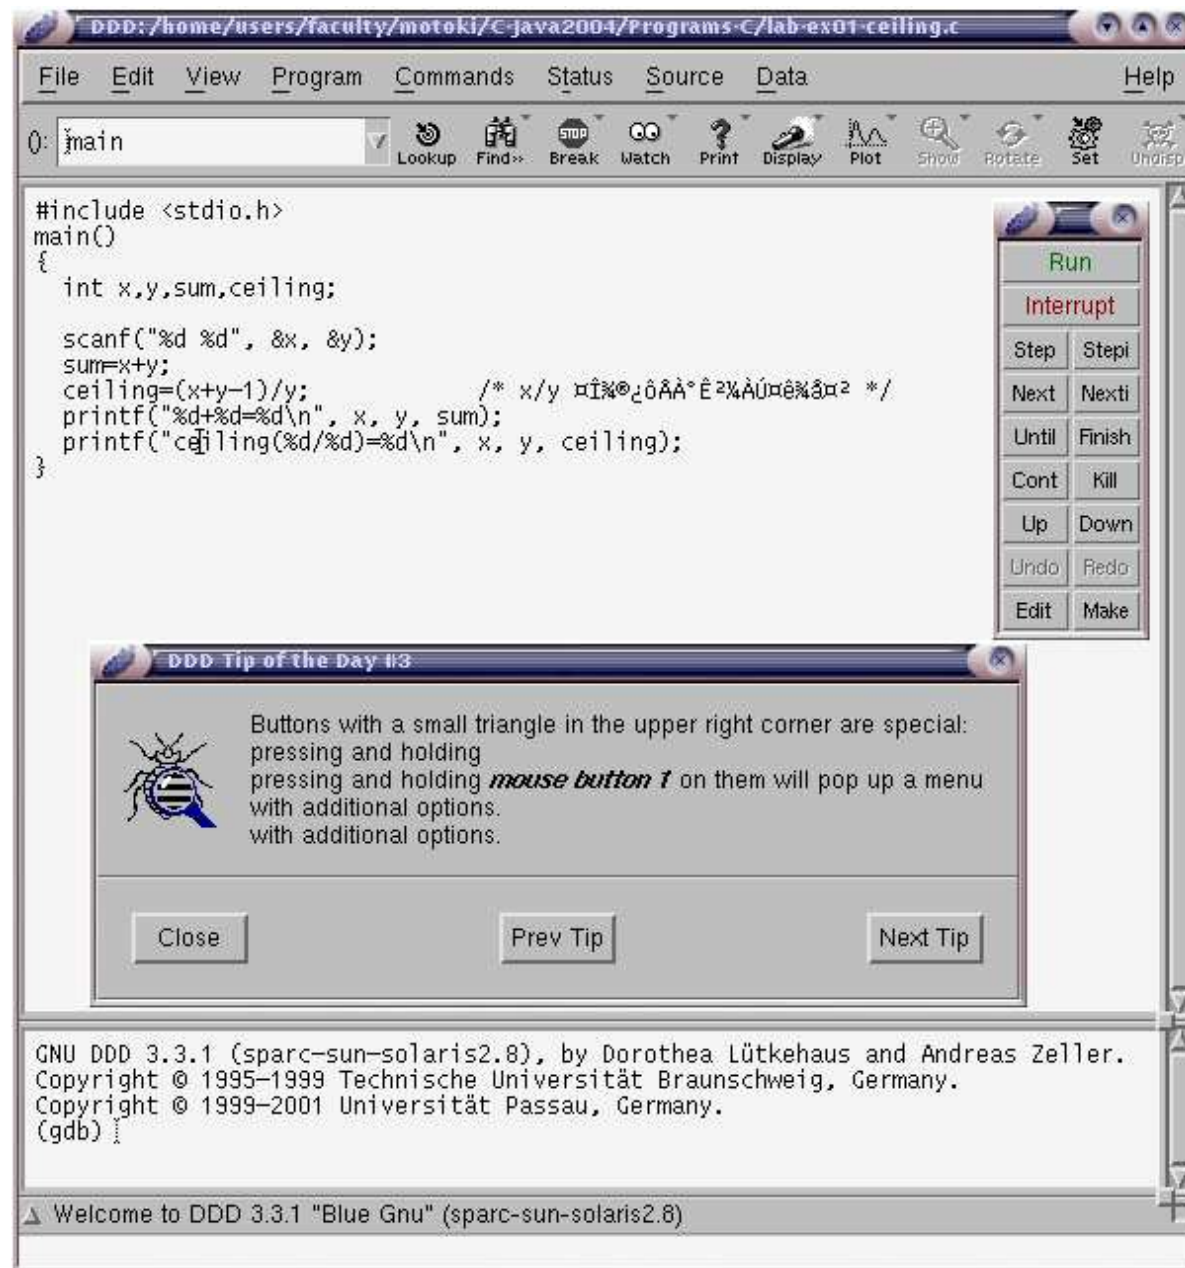 DDD:/home/users/faculty/motoki/C-Java2004/Programs-C/lab-ex01-ceiling.c
File Edit View Program Commands Status Source Data Help
(): main Lookup Find» Break Watch Print Display Plot Show Rotate Set Undisp
#include <stdio.h>
main()
{
  int x,y,sum,ceiling;
  scanf("%d %d", &x, &y);
  sum=x+y;
  ceiling=(x+y-1)/y; /* x/y */
  printf("%d+%d=%d\n", x, y, sum);
  printf("ceiling(%d/%d)=%d\n", x, y, ceiling);
}
Run
Interrupt
Step Stepi
Next Nexti
Until Finish
Cont Kill
Up Down
Undo Redo
Edit Make
DDD Tip of the Day #3
Buttons with a small triangle in the upper right corner are special:
pressing and holding
pressing and holding mouse button 1 on them will pop up a menu
with additional options.
with additional options.
Close Prev Tip Next Tip
GNU DDD 3.3.1 (sparc-sun-solaris2.8), by Dorothea Lütkehaus and Andreas Zeller.
Copyright © 1995-1999 Technische Universität Braunschweig, Germany.
Copyright © 1999-2001 Universität Passau, Germany.
(gdb)
Welcome to DDD 3.3.1 "Blue Gnu" (sparc-sun-solaris2.8)